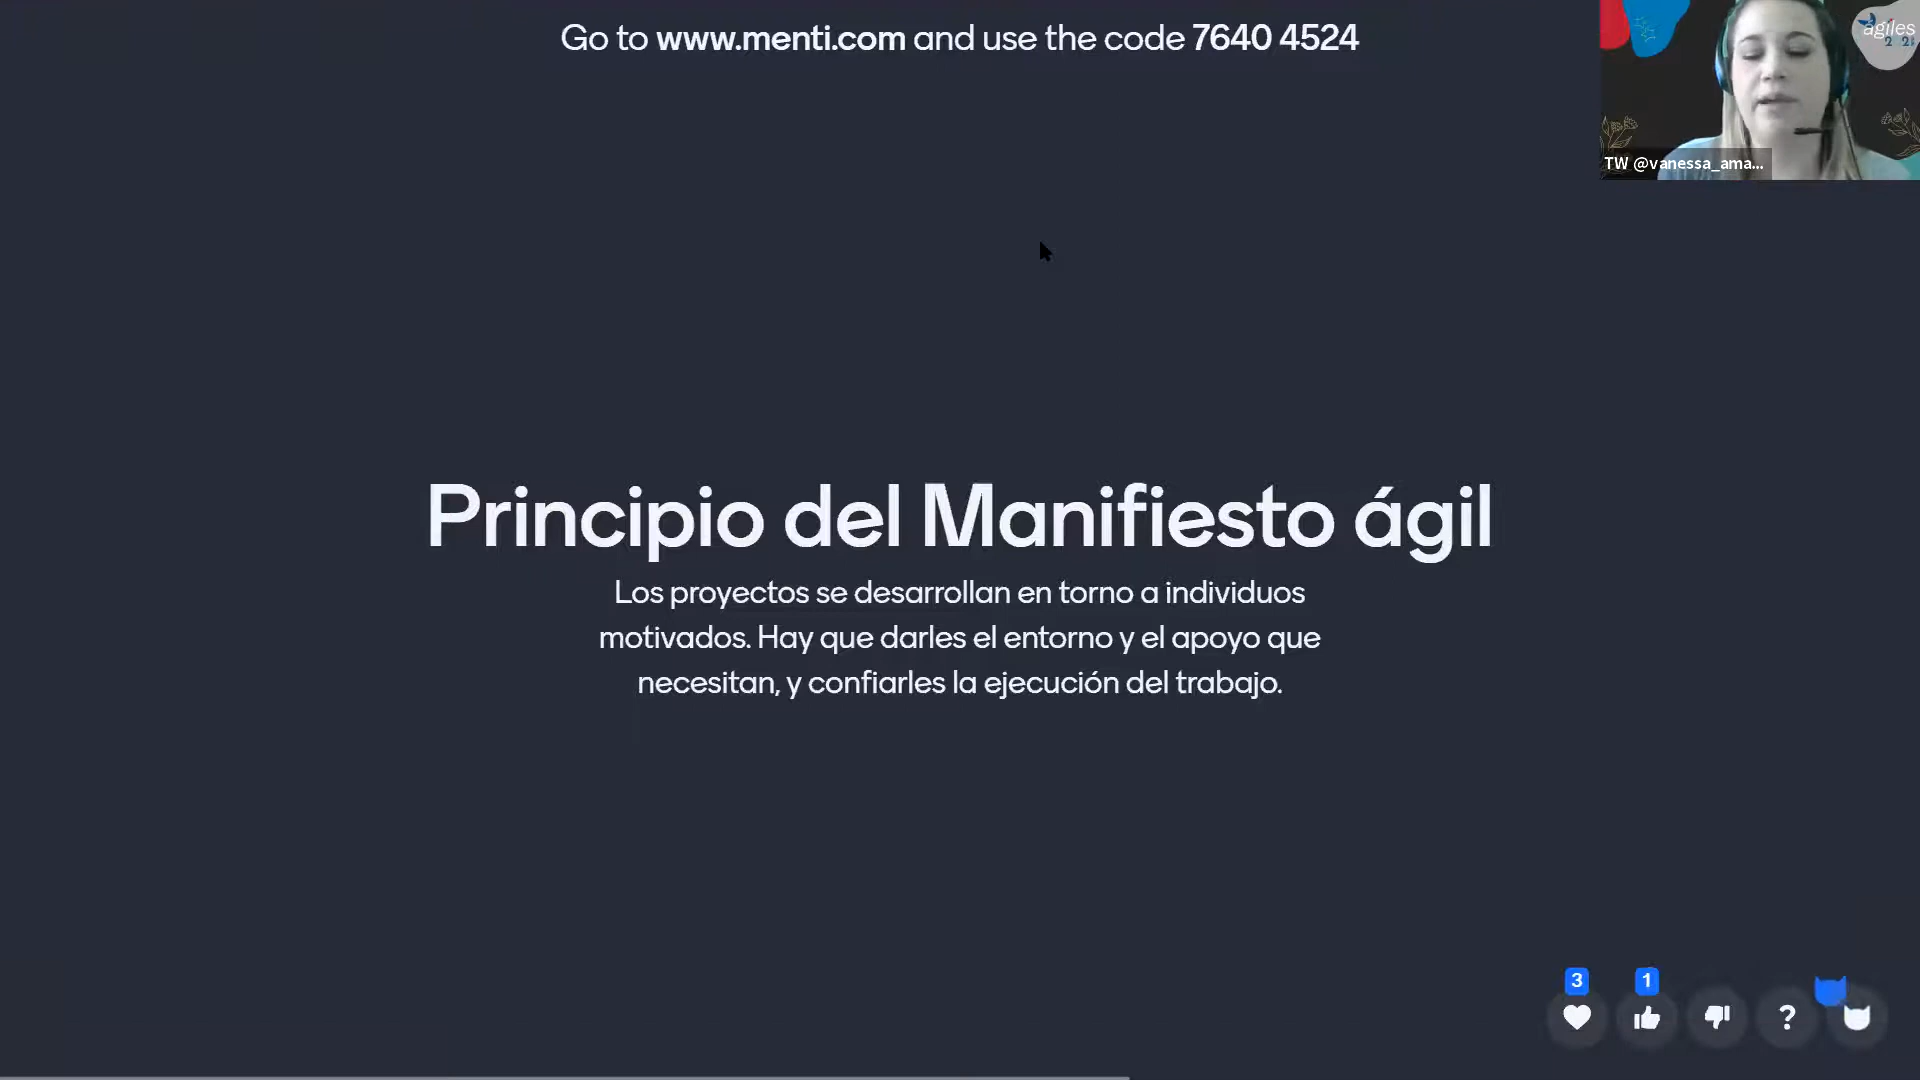 Go to www.menti.com and use the code 7640 4524
ágiles
TW @vanessa_ama...
Principio del Manifiesto ágil
Los proyectos se desarrollan en torno a individuos
motivados. Hay que darles el entorno y el apoyo que
necesitan, y confiarles la ejecución del trabajo.
3
1
?